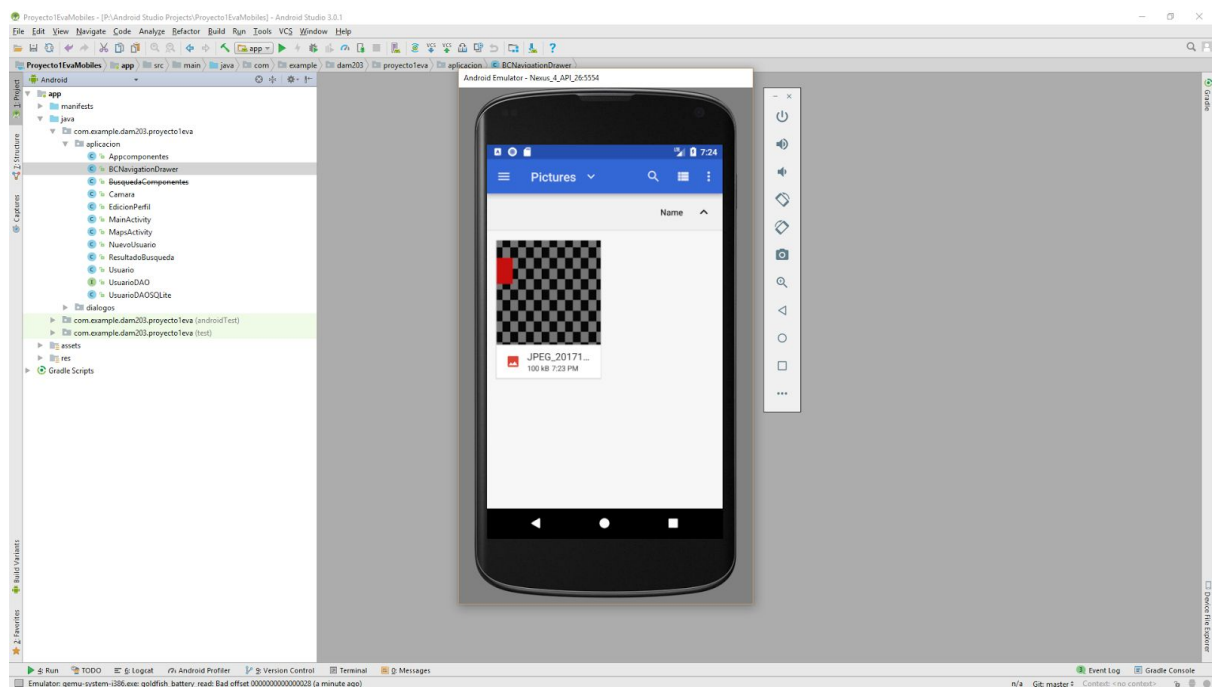 Proyecto1EvaMobiles - [P:\Android Studio Projects\Proyecto1EvaMobiles] - Android Studio 3.0.1
File Edit View Navigate Code Analyze Refactor Build Run Tools VCS Window Help
app
Proyecto1EvaMobiles app src main java com example dam203 proyecto1eva aplicacion BCNavigationDrawer
Android
1: Project
Structure
Captures
Build Variants
2: Favorites
app
manifests
java
com.example.dam203.proyecto1eva
aplicacion
Appcomponentes
BCNavigationDrawer
BusquedaComponentes
Camara
EdicionPerfil
MainActivity
MapsActivity
NuevoUsuario
ResultadoBusqueda
Usuario
UsuarioDAO
UsuarioDAOSQLite
dialogos
com.example.dam203.proyecto1eva (androidTest)
com.example.dam203.proyecto1eva (test)
assets
res
Gradle Scripts
Android Emulator - Nexus_4_API_26:5554
7:24
Pictures
Name
JPEG_20171...
100 kB 7:23 PM
Gradle
Device File Explorer
4: Run TODO 6: Logcat Android Profiler 9: Version Control Terminal 0: Messages
Event Log Gradle Console
Emulator: qemu-system-i386.exe: goldfish_battery_read: Bad offset 0000000000000028 (a minute ago)
n/a Git: master Context: <no context>